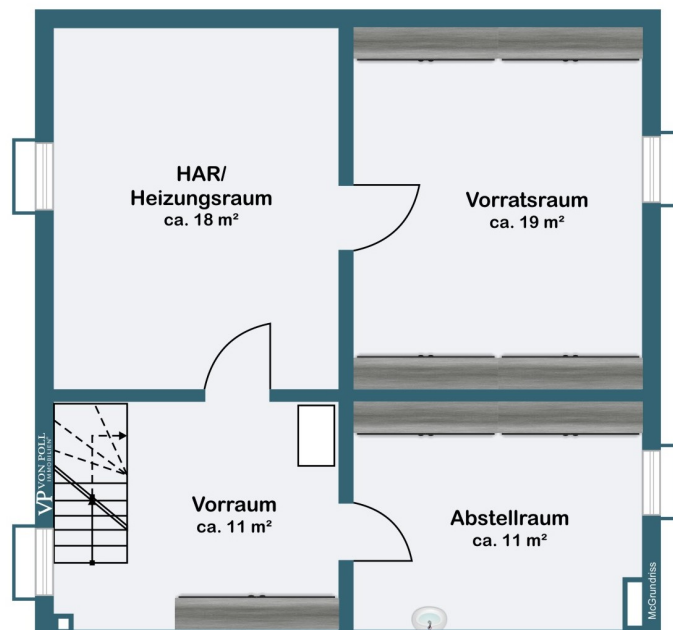 HAR/
Heizungsraum
ca. 18 m²
Vorratsraum
ca. 19 m²
Vorraum
ca. 11 m²
Abstellraum
ca. 11 m²
VP VON POLL
IMMOBILIEN
McGrundriss